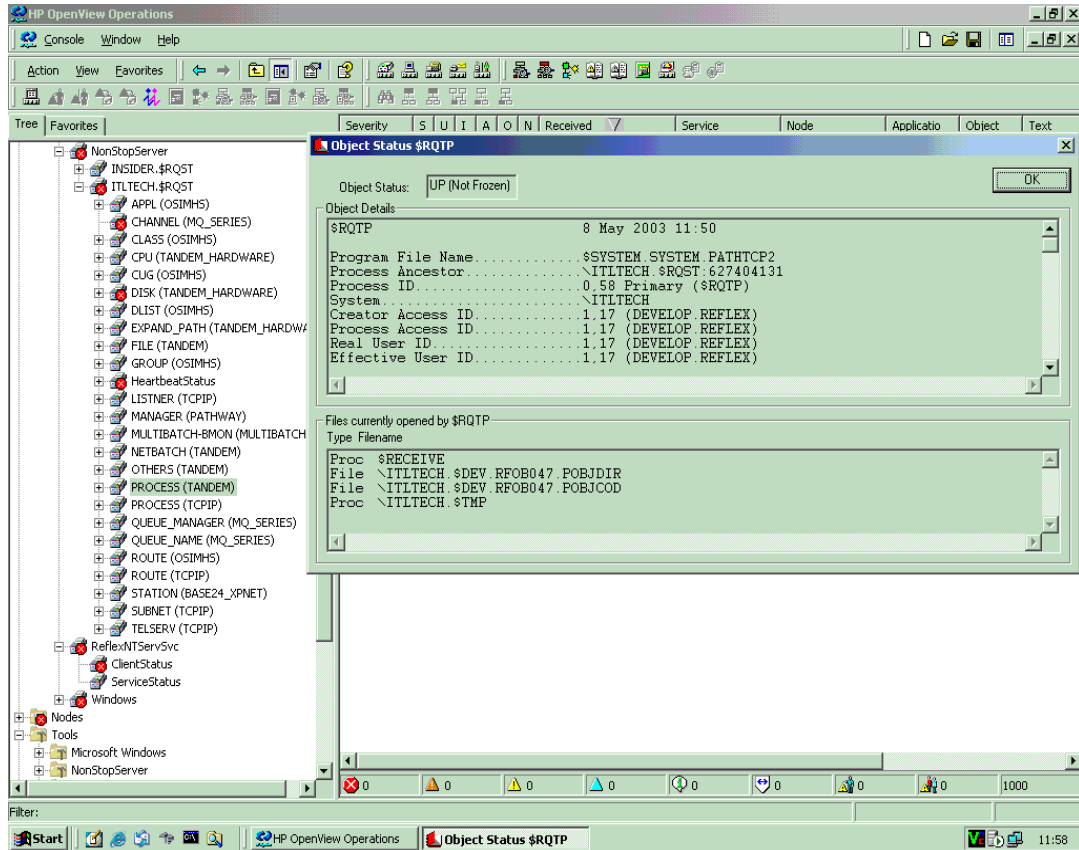 HP OpenView Operations
Console Window Help
Action View Favorites
Tree Favorites
Severity S U I A O N Received Service Node Applicatio Object Text
NonStopServer
INSIDER.$RQST
ITLTECH.$RQST
APPL (OSIMHS)
CHANNEL (MQ_SERIES)
CLASS (OSIMHS)
CPU (TANDEM_HARDWARE)
CUG (OSIMHS)
DISK (TANDEM_HARDWARE)
DLIST (OSIMHS)
EXPAND_PATH (TANDEM_HARDWA
FILE (TANDEM)
GROUP (OSIMHS)
HeartbeatStatus
LISTNER (TCPIP)
MANAGER (PATHWAY)
MULTIBATCH-BMON (MULTIBATCH
NETBATCH (TANDEM)
OTHERS (TANDEM)
PROCESS (TANDEM)
PROCESS (TCPIP)
QUEUE_MANAGER (MQ_SERIES)
QUEUE_NAME (MQ_SERIES)
ROUTE (OSIMHS)
ROUTE (TCPIP)
STATION (BASE24_XPNET)
SUBNET (TCPIP)
TELSERV (TCPIP)
ReflexNTServSvc
ClientStatus
ServiceStatus
Windows
Nodes
Tools
Microsoft Windows
NonStopServer
Object Status $RQTP
Object Status: UP (Not Frozen)
OK
Object Details
$RQTP 8 May 2003 11:50
Program File Name.............$SYSTEM.SYSTEM.PATHTCP2
Process Ancestor..............\ITLTECH.$RQST:627404131
Process ID....................0,58 Primary ($RQTP)
System........................\ITLTECH
Creator Access ID.............1,17 (DEVELOP.REFLEX)
Process Access ID.............1,17 (DEVELOP.REFLEX)
Real User ID..................1,17 (DEVELOP.REFLEX)
Effective User ID.............1,17 (DEVELOP.REFLEX)
Files currently opened by $RQTP
Type Filename
Proc $RECEIVE
File \ITLTECH.$DEV.RFOB047.POBJDIR
File \ITLTECH.$DEV.RFOB047.POBJCOD
Proc \ITLTECH.$TMP
0 0 0 0 0 0 0 0 1000
Filter:
Start HP OpenView Operations Object Status $RQTP 11:58